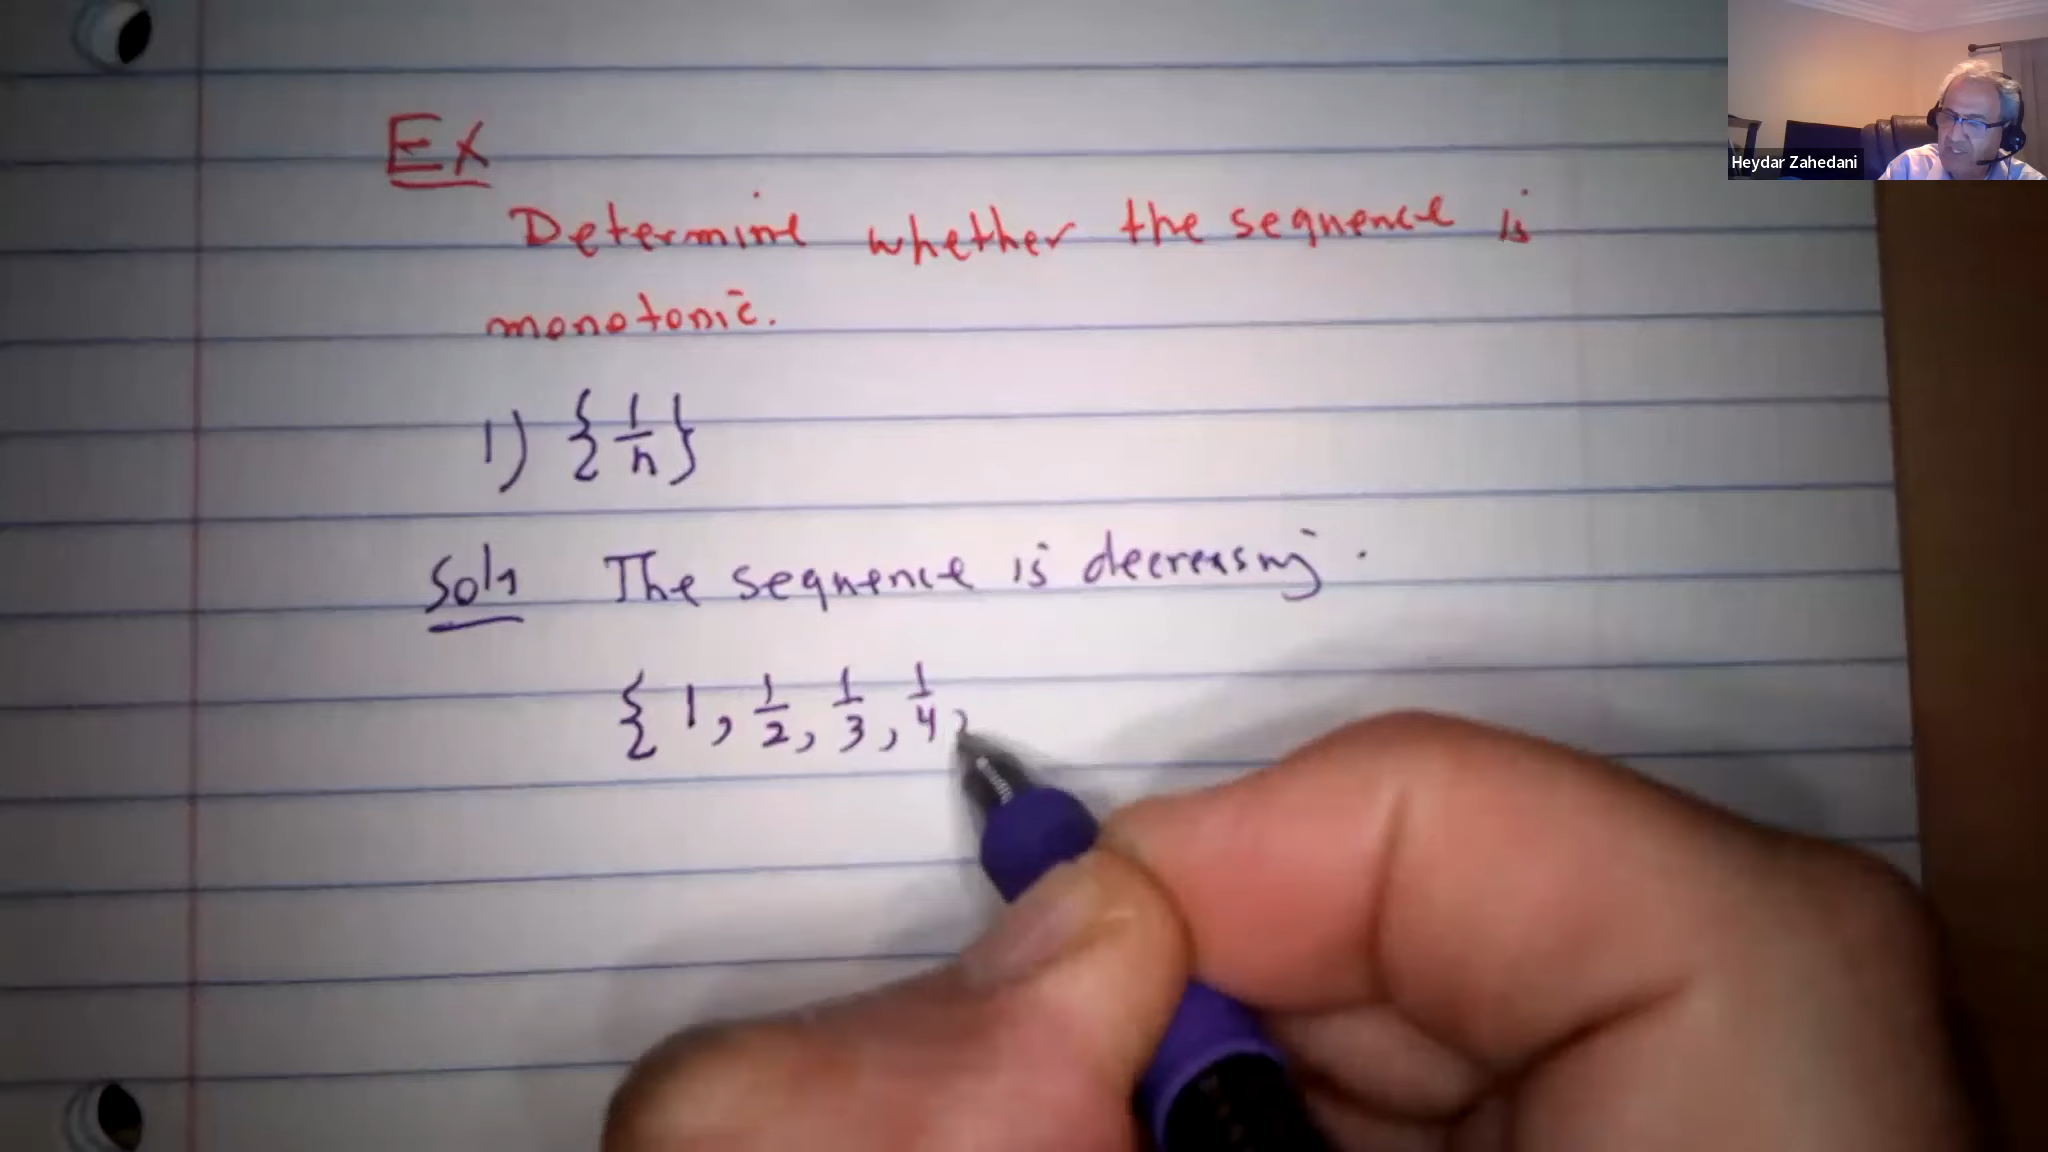 Heydar Zahedani
Ex
Determine whether the sequence is
monotonic.
1) { 1/n }
Soln The sequence is decreasing.
{ 1, 1/2, 1/3, 1/4,